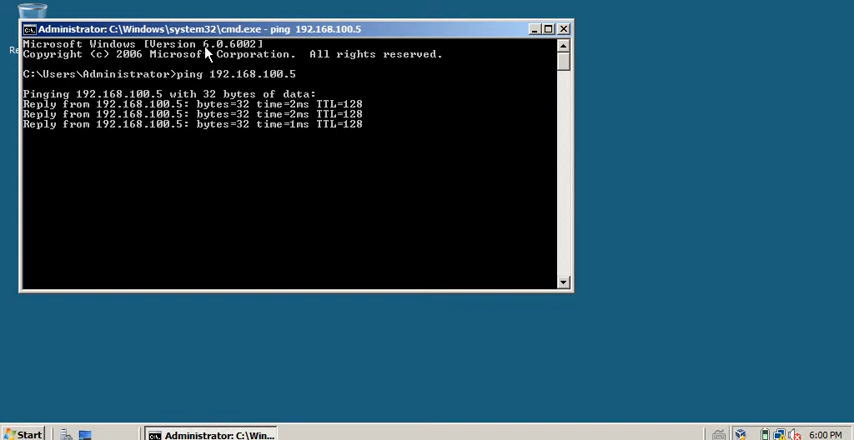 Administrator: C:\Windows\system32\cmd.exe - ping 192.168.100.5
Microsoft Windows [Version 6.0.6002]
Copyright (c) 2006 Microsoft Corporation.  All rights reserved.
C:\Users\Administrator>ping 192.168.100.5
Pinging 192.168.100.5 with 32 bytes of data:
Reply from 192.168.100.5: bytes=32 time=2ms TTL=128
Reply from 192.168.100.5: bytes=32 time=2ms TTL=128
Reply from 192.168.100.5: bytes=32 time=1ms TTL=128
Start
Administrator: C:\Win...
6:00 PM